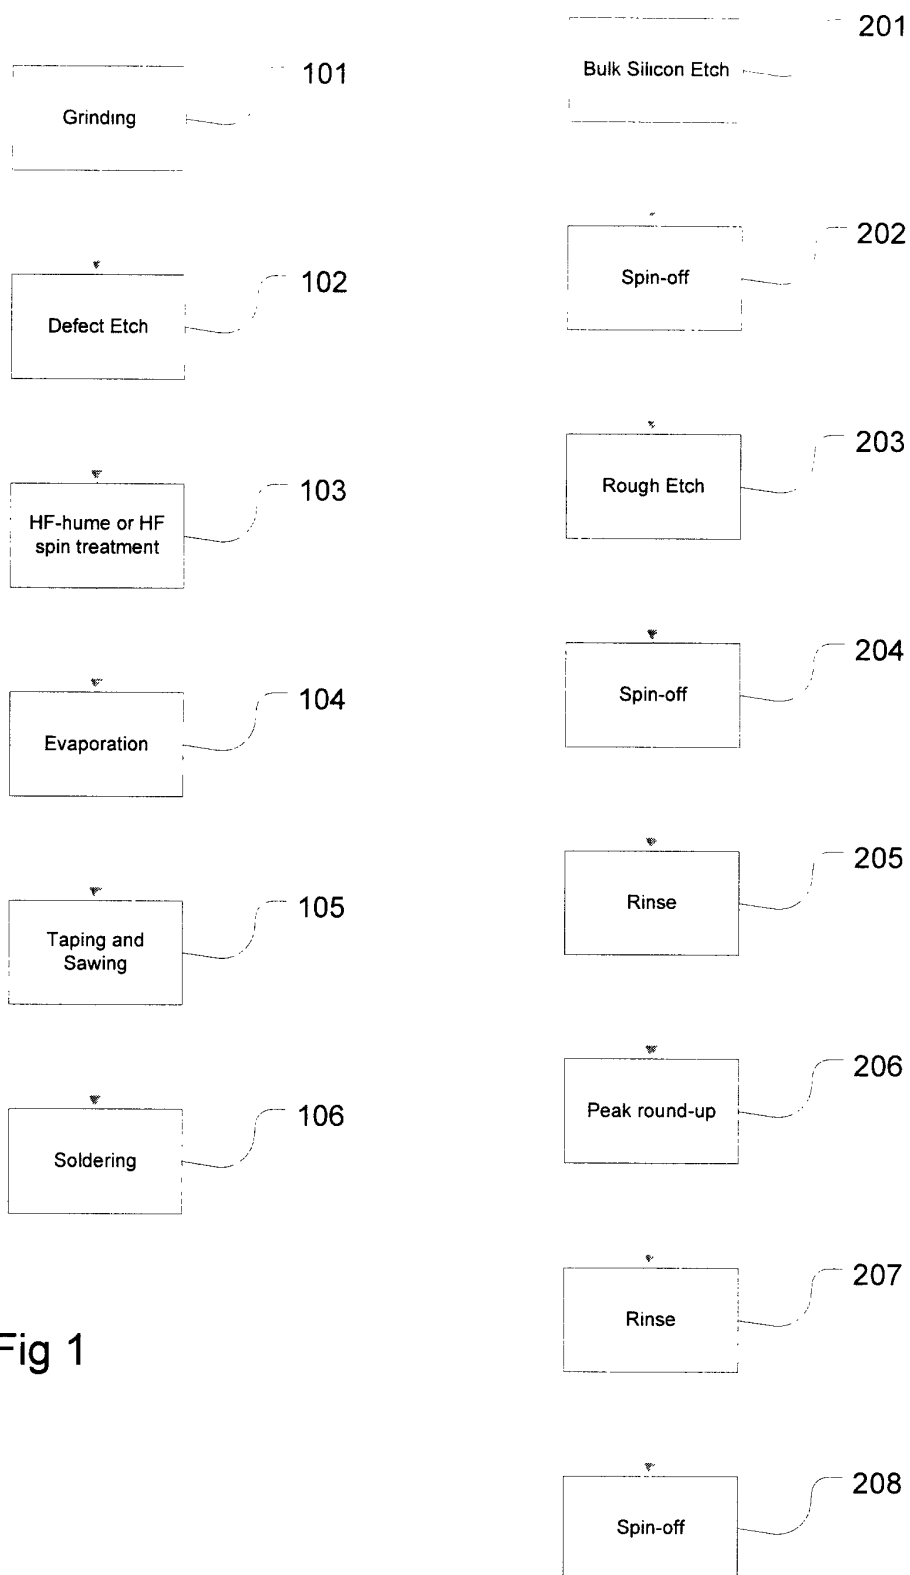 101
Grinding
102
Defect Etch
103
HF-hume or HF
spin treatment
104
Evaporation
105
Taping and
Sawing
106
Soldering
Fig 1
201
Bulk Silicon Etch
202
Spin-off
203
Rough Etch
204
Spin-off
205
Rinse
206
Peak round-up
207
Rinse
208
Spin-off